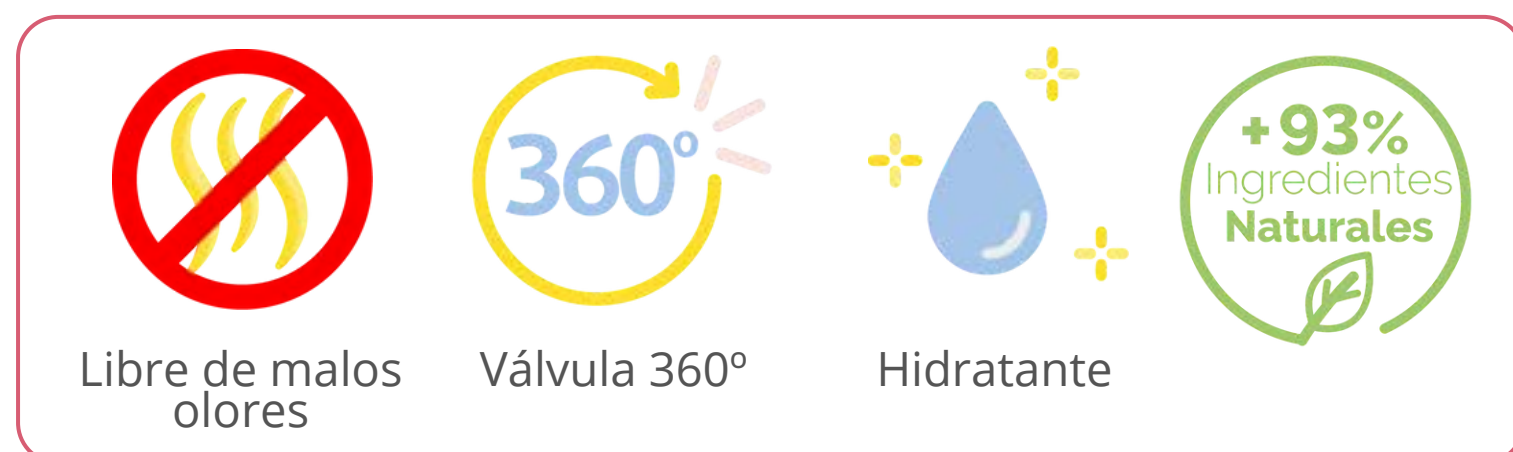 360º
+93%
Ingredientes
Naturales
Libre de malos
olores
Válvula 360º
Hidratante